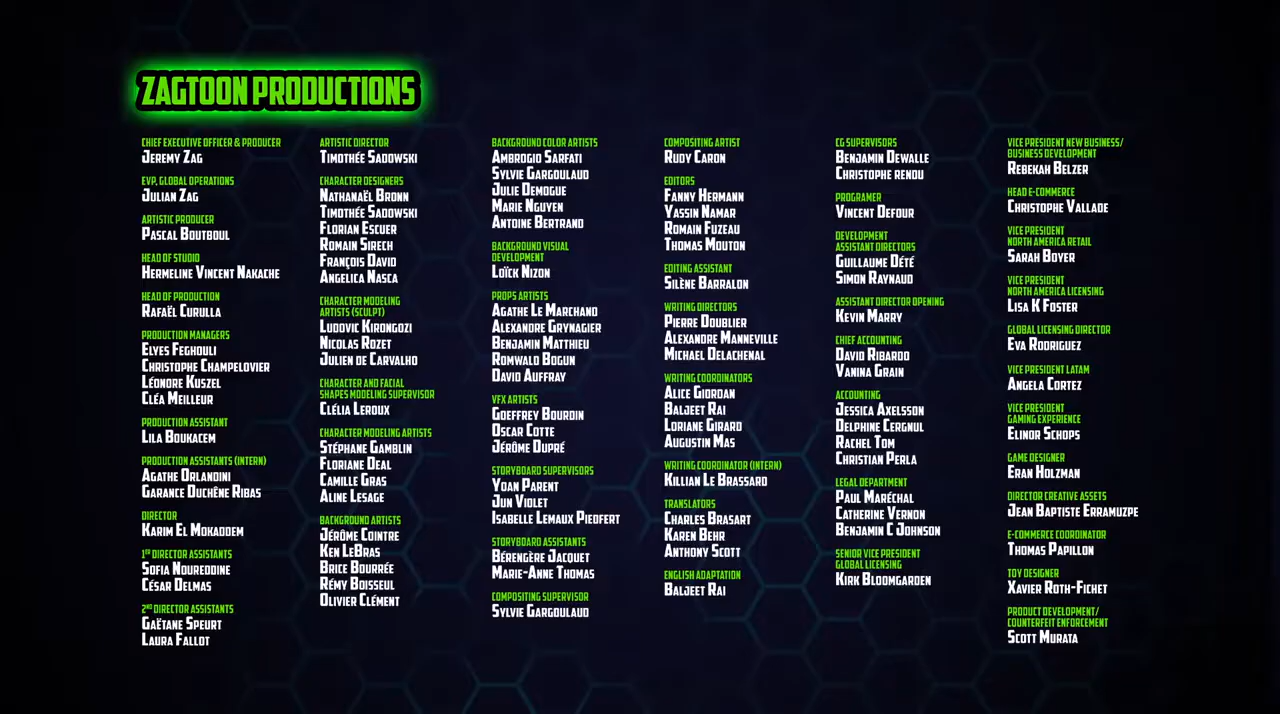 ZAGTOON PRODUCTIONS
CHIEF EXECUTIVE OFFICER & PRODUCER
JEREMY ZAG
EVP, GLOBAL OPERATIONS
JULIAN ZAG
ARTISTIC PRODUCER
PASCAL BOUTBOUL
HEAD OF STUDIO
HERMELINE VINCENT NAKACHE
HEAD OF PRODUCTION
RAFAËL CURULLA
PRODUCTION MANAGERS
ELYES FEGHOULI
CHRISTOPHE CHAMPELOVIER
LÉONORE KUSZEL
CLÉA MEILLEUR
PRODUCTION ASSISTANT
LILA BOUKACEM
PRODUCTION ASSISTANTS (INTERN)
AGATHE ORLANDINI
GARANCE DUCHÊNE RIBAS
DIRECTOR
KARIM EL MOKADDEM
1ST DIRECTOR ASSISTANTS
SOFIA NOUREDDINE
CÉSAR DELMAS
2ND DIRECTOR ASSISTANTS
GAËTANE SPEURT
LAURA FALLOT
ARTISTIC DIRECTOR
TIMOTHÉE SADOWSKI
CHARACTER DESIGNERS
NATHANAËL BRONN
TIMOTHÉE SADOWSKI
FLORIAN ESCUER
ROMAIN SIRECH
FRANÇOIS DAVID
ANGELICA NASCA
CHARACTER MODELING
ARTISTS (SCULPT)
LUDOVIC KIRONGOZI
NICOLAS ROZET
JULIEN DE CARVALHO
CHARACTER AND FACIAL
SHAPES MODELING SUPERVISOR
CLÉLIA LEROUX
CHARACTER MODELING ARTISTS
STÉPHANE GAMBLIN
FLORIANE DEAL
CAMILLE GRAS
ALINE LESAGE
BACKGROUND ARTISTS
JÉRÔME COINTRE
KEN LEBRAS
BRICE BOURRÉE
RÉMY BOISSEUL
OLIVIER CLÉMENT
BACKGROUND COLOR ARTISTS
AMBROGIO SARFATI
SYLVIE GARGOULAUD
JULIE DEMOGUE
MARIE NGUYEN
ANTOINE BERTRAND
BACKGROUND VISUAL
DEVELOPMENT
LOÏCK NIZON
PROPS ARTISTS
AGATHE LE MARCHAND
ALEXANDRE GRYNAGIER
BENJAMIN MATTHIEU
ROMWALD BOGUN
DAVID AUFFRAY
VFX ARTISTS
GOEFFREY BOURDIN
OSCAR COTTE
JÉRÔME DUPRÉ
STORYBOARD SUPERVISORS
YOAN PARENT
JUN VIOLET
ISABELLE LEMAUX PIEDFERT
STORYBOARD ASSISTANTS
BÉRENGÈRE JACQUET
MARIE-ANNE THOMAS
COMPOSITING SUPERVISOR
SYLVIE GARGOULAUD
COMPOSITING ARTIST
RUDY CARON
EDITORS
FANNY HERMANN
YASSIN NAMAR
ROMAIN FUZEAU
THOMAS MOUTON
EDITING ASSISTANT
SILÈNE BARRALON
WRITING DIRECTORS
PIERRE DOUBLIER
ALEXANDRE MANNEVILLE
MICHAEL DELACHENAL
WRITING COORDINATORS
ALICE GIORDAN
BALJEET RAI
LORIANE GIRARD
AUGUSTIN MAS
WRITING COORDINATOR (INTERN)
KILLIAN LE BRASSARD
TRANSLATORS
CHARLES BRASART
KAREN BEHR
ANTHONY SCOTT
ENGLISH ADAPTATION
BALJEET RAI
CG SUPERVISORS
BENJAMIN DEWALLE
CHRISTOPHE RENOU
PROGRAMER
VINCENT DEFOUR
DEVELOPMENT
ASSISTANT DIRECTORS
GUILLAUME DÉTÉ
SIMON RAYNAUD
ASSISTANT DIRECTOR OPENING
KEVIN MARRY
CHIEF ACCOUNTING
DAVID RIBARDO
VANINA GRAIN
ACCOUNTING
JESSICA AXELSSON
DELPHINE CERGNUL
RACHEL TOM
CHRISTIAN PERLA
LEGAL DEPARTMENT
PAUL MARÉCHAL
CATHERINE VERNON
BENJAMIN C JOHNSON
SENIOR VICE PRESIDENT
GLOBAL LICENSING
KIRK BLOOMGARDEN
VICE PRESIDENT NEW BUSINESS/
BUSINESS DEVELOPMENT
REBEKAH BELZER
HEAD E-COMMERCE
CHRISTOPHE VALLADE
VICE PRESIDENT
NORTH AMERICA RETAIL
SARAH BOYER
VICE PRESIDENT
NORTH AMERICA LICENSING
LISA K FOSTER
GLOBAL LICENSING DIRECTOR
EVA RODRIGUEZ
VICE PRESIDENT LATAM
ANGELA CORTEZ
VICE PRESIDENT
GAMING EXPERIENCE
ELINOR SCHOPS
GAME DESIGNER
ERAN HOLZMAN
DIRECTOR CREATIVE ASSETS
JEAN BAPTISTE ERRAMUZPE
E-COMMERCE COORDINATOR
THOMAS PAPILLON
TOY DESIGNER
XAVIER ROTH-FICHET
PRODUCT DEVELOPMENT/
COUNTERFEIT ENFORCEMENT
SCOTT MURATA